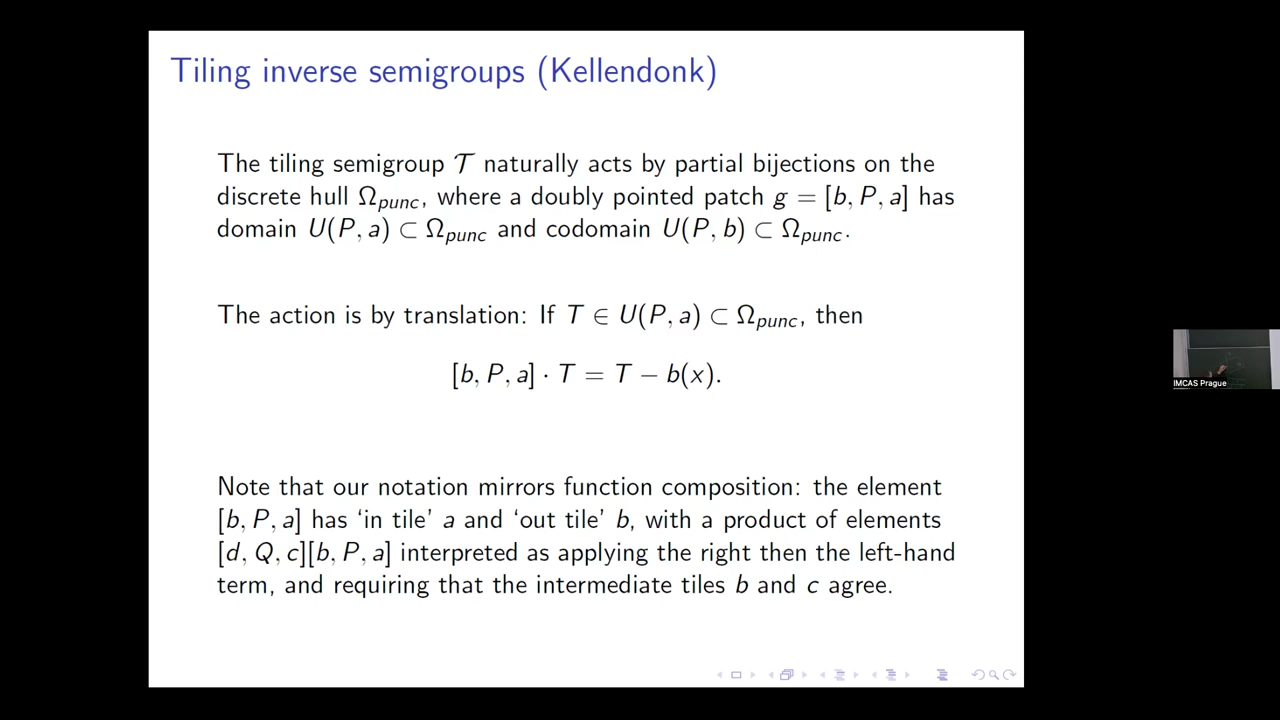 Tiling inverse semigroups (Kellendonk)
The tiling semigroup 𝒯 naturally acts by partial bijections on the
discrete hull Ω_punc, where a doubly pointed patch g = [b, P, a] has
domain U(P, a) ⊂ Ω_punc and codomain U(P, b) ⊂ Ω_punc.
The action is by translation: If T ∈ U(P, a) ⊂ Ω_punc, then
[b, P, a] · T = T − b(x).
Note that our notation mirrors function composition: the element
[b, P, a] has ‘in tile’ a and ‘out tile’ b, with a product of elements
[d, Q, c][b, P, a] interpreted as applying the right then the left-hand
term, and requiring that the intermediate tiles b and c agree.
IMCAS Prague